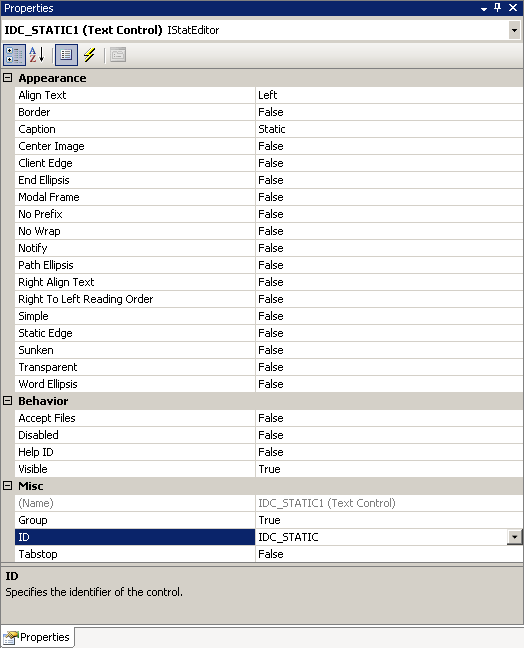 Properties
IDC_STATIC1 (Text Control) IStatEditor
Appearance
Align Text Left
Border False
Caption Static
Center Image False
Client Edge False
End Ellipsis False
Modal Frame False
No Prefix False
No Wrap False
Notify False
Path Ellipsis False
Right Align Text False
Right To Left Reading Order False
Simple False
Static Edge False
Sunken False
Transparent False
Word Ellipsis False
Behavior
Accept Files False
Disabled False
Help ID False
Visible True
Misc
(Name) IDC_STATIC1 (Text Control)
Group True
ID IDC_STATIC
Tabstop False
ID
Specifies the identifier of the control.
Properties